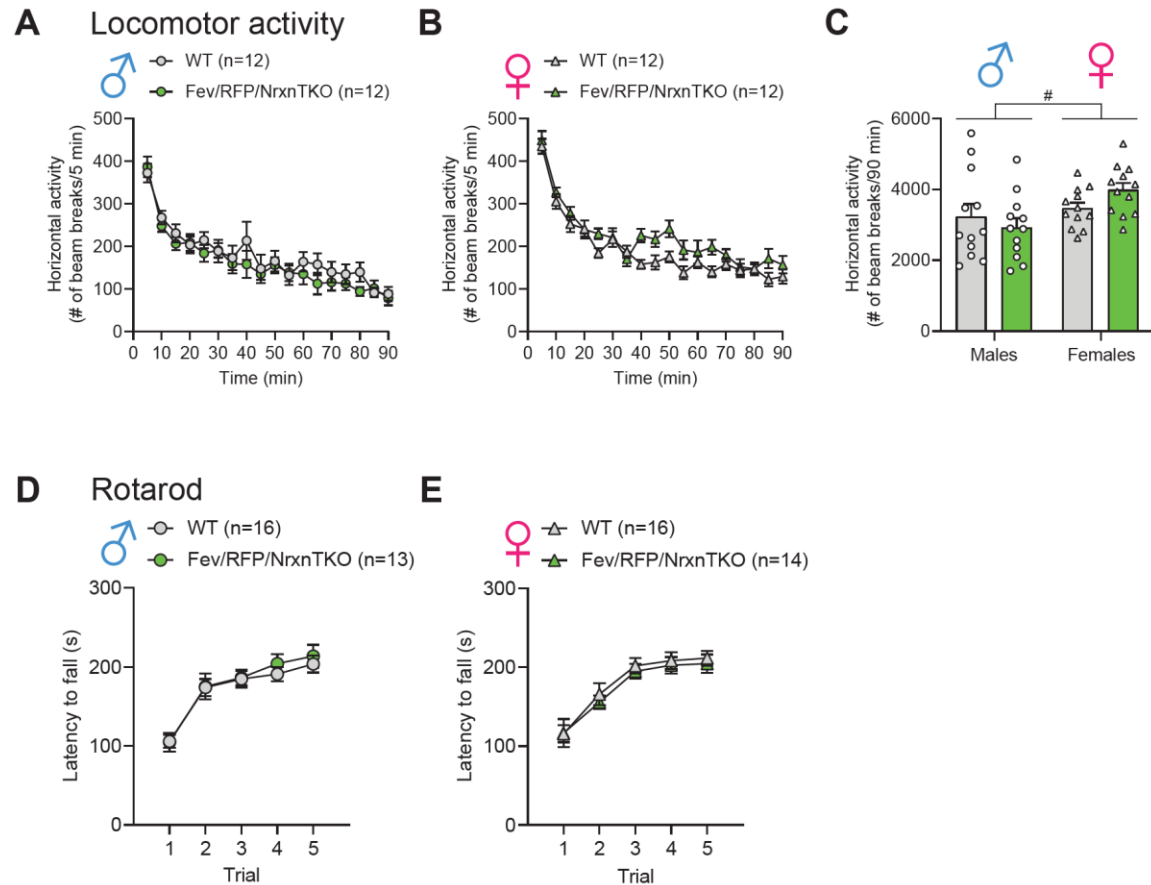 A Locomotor activity
WT (n=12)
Fev/RFP/NrxnTKO (n=12)
Horizontal activity
(# of beam breaks/5 min)
500
400
300
200
100
0
0 10 20 30 40 50 60 70 80 90
Time (min)
B
WT (n=12)
Fev/RFP/NrxnTKO (n=12)
Horizontal activity
(# of beam breaks/5 min)
500
400
300
200
100
0
0 10 20 30 40 50 60 70 80 90
Time (min)
C
#
Horizontal activity
(# of beam breaks/90 min)
6000
4000
2000
0
Males Females
D Rotarod
WT (n=16)
Fev/RFP/NrxnTKO (n=13)
Latency to fall (s)
300
200
100
0
1 2 3 4 5
Trial
E
WT (n=16)
Fev/RFP/NrxnTKO (n=14)
Latency to fall (s)
300
200
100
0
1 2 3 4 5
Trial